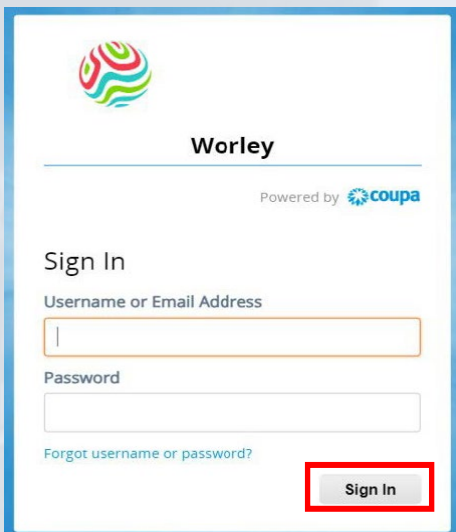 Worley
Powered by coupa
Sign In
Username or Email Address
Password
Forgot username or password?
Sign In